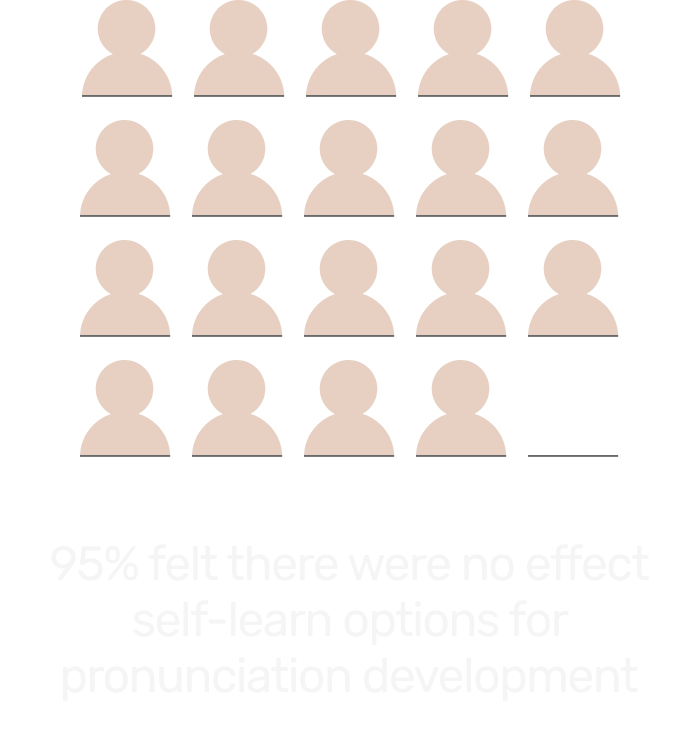 95% felt there were no effect
self-learn options for
pronunciation development